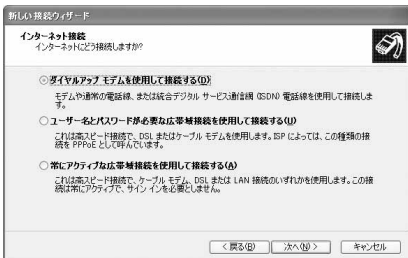 新しい接続ウィザード
インターネット接続
インターネットにどう接続しますか?
ダイヤルアップ モデムを使用して接続する(D)
モデムや通常の電話線、または統合デジタル サービス通信網 (ISDN) 電話線を使用して接続しま
す。
ユーザー名とパスワードが必要な広帯域接続を使用して接続する(U)
これは高スピード接続で、DSL またはケーブル モデムを使用します。ISP によっては、この種類の接
続を PPPoE として呼んでいます。
常にアクティブな広帯域接続を使用して接続する(A)
これは高スピード接続で、ケーブル モデム、DSL または LAN 接続のいずれかを使用します。この接
続は常にアクティブで、サイン インを必要としません。
< 戻る(B) 次へ(N) > キャンセル